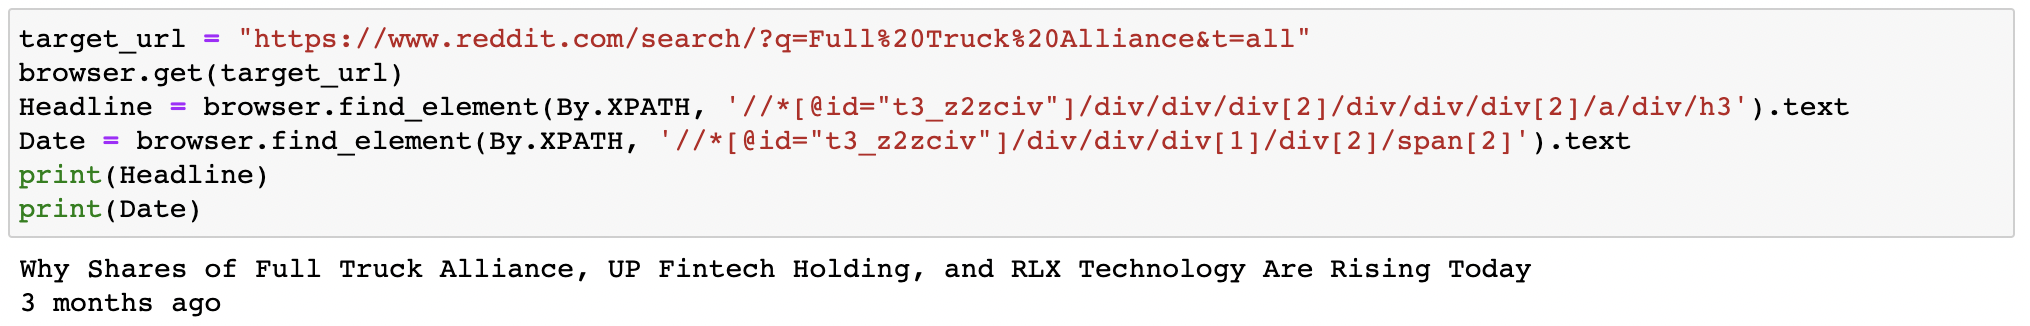 target_url = "https://www.reddit.com/search/?q=Full%20Truck%20Alliance&t=all"
browser.get(target_url)
Headline = browser.find_element(By.XPATH, '//*[@id="t3_z2zciv"]/div/div/div[2]/div/div/div[2]/a/div/h3').text
Date = browser.find_element(By.XPATH, '//*[@id="t3_z2zciv"]/div/div/div[1]/div[2]/span[2]').text
print(Headline)
print(Date)
Why Shares of Full Truck Alliance, UP Fintech Holding, and RLX Technology Are Rising Today
3 months ago